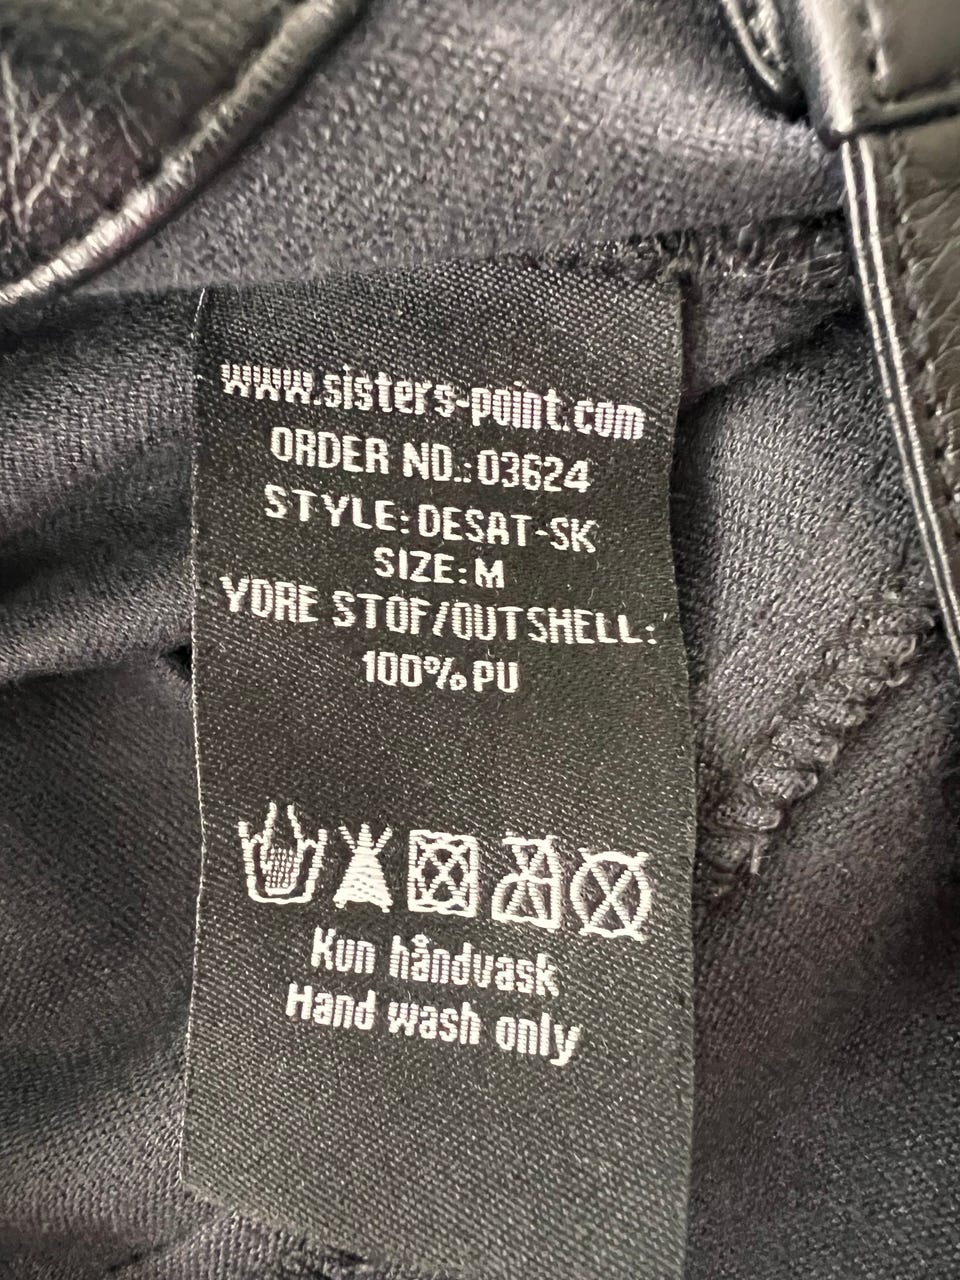 www.sisters-point.com
ORDER NO.:03624
STYLE:DESAT-SK
SIZE:M
YDRE STOF/OUTSHELL:
100% PU
Kun håndvask
Hand wash only